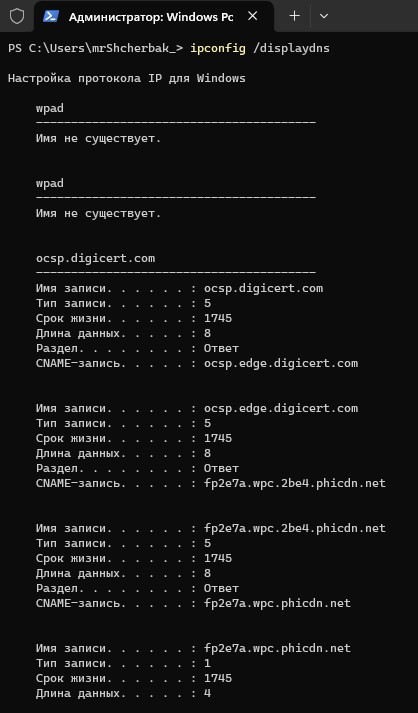 Администратор: Windows Pc
PS C:\Users\mrShcherbak_> ipconfig /displaydns
Настройка протокола IP для Windows
wpad
----------------------------------------
Имя не существует.
wpad
----------------------------------------
Имя не существует.
ocsp.digicert.com
----------------------------------------
Имя записи. . . . . . : ocsp.digicert.com
Тип записи. . . . . . : 5
Срок жизни. . . . . . : 1745
Длина данных. . . . . : 8
Раздел. . . . . . . . : Ответ
CNAME-запись. . . . . : ocsp.edge.digicert.com
Имя записи. . . . . . : ocsp.edge.digicert.com
Тип записи. . . . . . : 5
Срок жизни. . . . . . : 1745
Длина данных. . . . . : 8
Раздел. . . . . . . . : Ответ
CNAME-запись. . . . . : fp2e7a.wpc.2be4.phicdn.net
Имя записи. . . . . . : fp2e7a.wpc.2be4.phicdn.net
Тип записи. . . . . . : 5
Срок жизни. . . . . . : 1745
Длина данных. . . . . : 8
Раздел. . . . . . . . : Ответ
CNAME-запись. . . . . : fp2e7a.wpc.phicdn.net
Имя записи. . . . . . : fp2e7a.wpc.phicdn.net
Тип записи. . . . . . : 1
Срок жизни. . . . . . : 1745
Длина данных. . . . . : 4